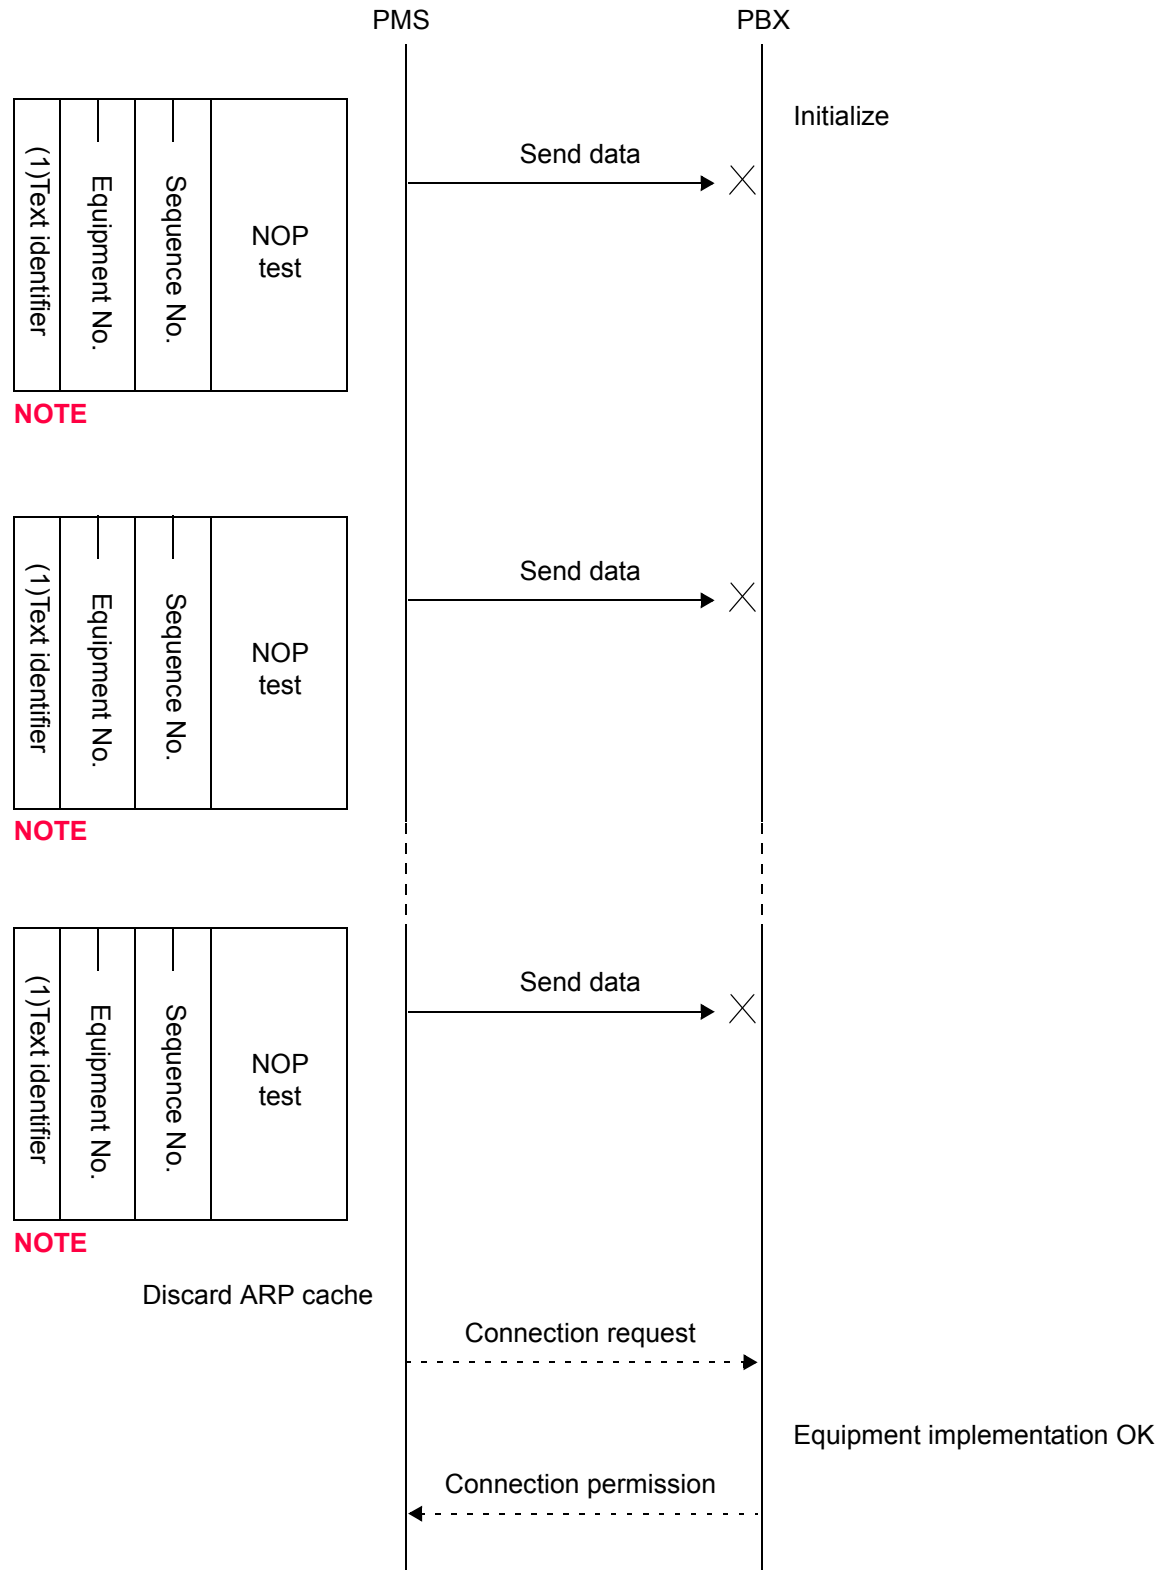 PMS
PBX
Initialize
(1)Text identifier
Equipment No.
Sequence No.
NOP
test
Send data
NOTE
(1)Text identifier
Equipment No.
Sequence No.
NOP
test
Send data
NOTE
(1)Text identifier
Equipment No.
Sequence No.
NOP
test
Send data
NOTE
Discard ARP cache
Connection request
Equipment implementation OK
Connection permission